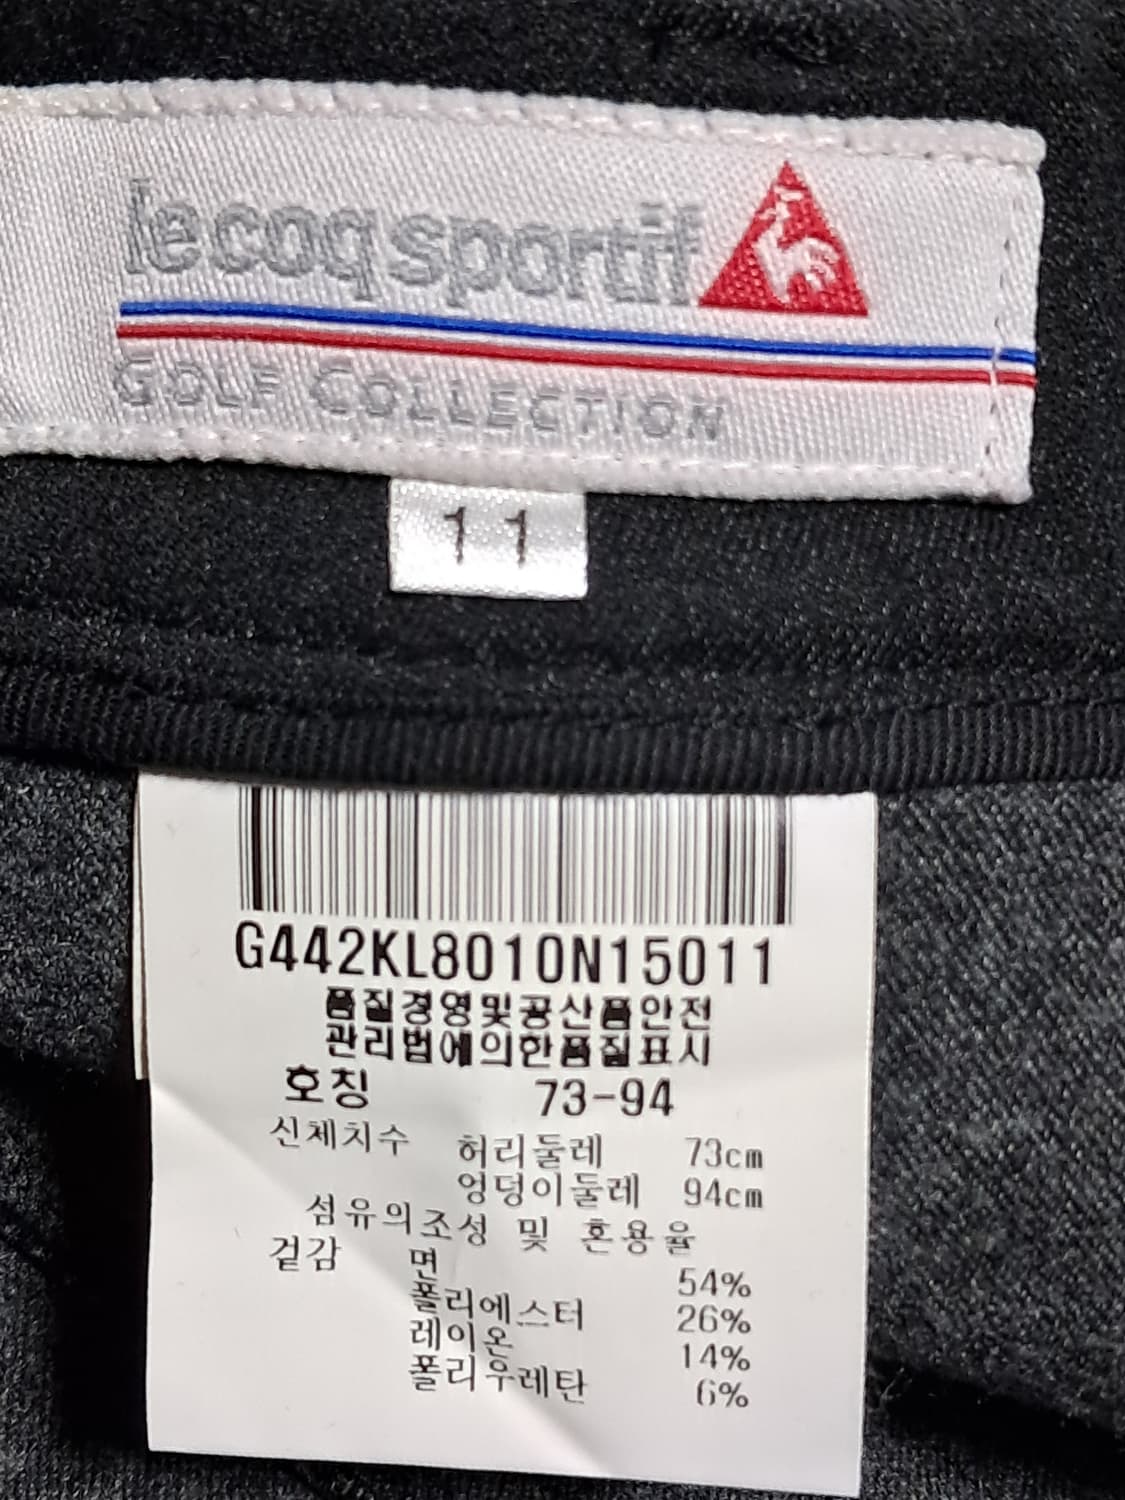 le coq sportif
GOLF COLLECTION
11
G442KL8010N15011
품질경영및공산품안전
관리법에의한품질표시
호칭 73-94
신체치수 허리둘레 73cm
엉덩이둘레 94cm
섬유의조성 및 혼용율
겉감 면 54%
폴리에스터 26%
레이온 14%
폴리우레탄 6%